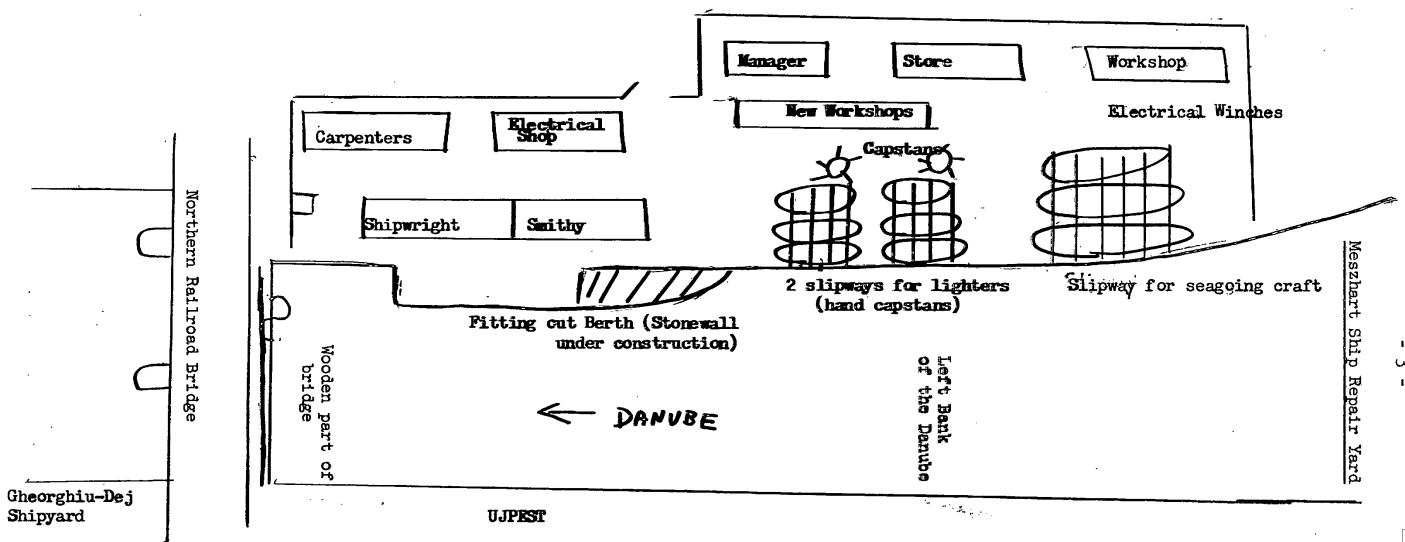 Manager
Store
Workshop
New Workshops
Electrical Winches
Carpenters
Electrical
Shop
Capstans
Shipwright
Smithy
2 slipways for lighters
(hand capstans)
Slipway for seagoing craft
Fitting cut Berth (Stonewall
under construction)
Northern Railroad Bridge
Wooden part of
bridge
← DANUBE
Left Bank
of the Danube
Meszhart Ship Repair Yard
- 3 -
Gheorghiu-Dej
Shipyard
UJPEST